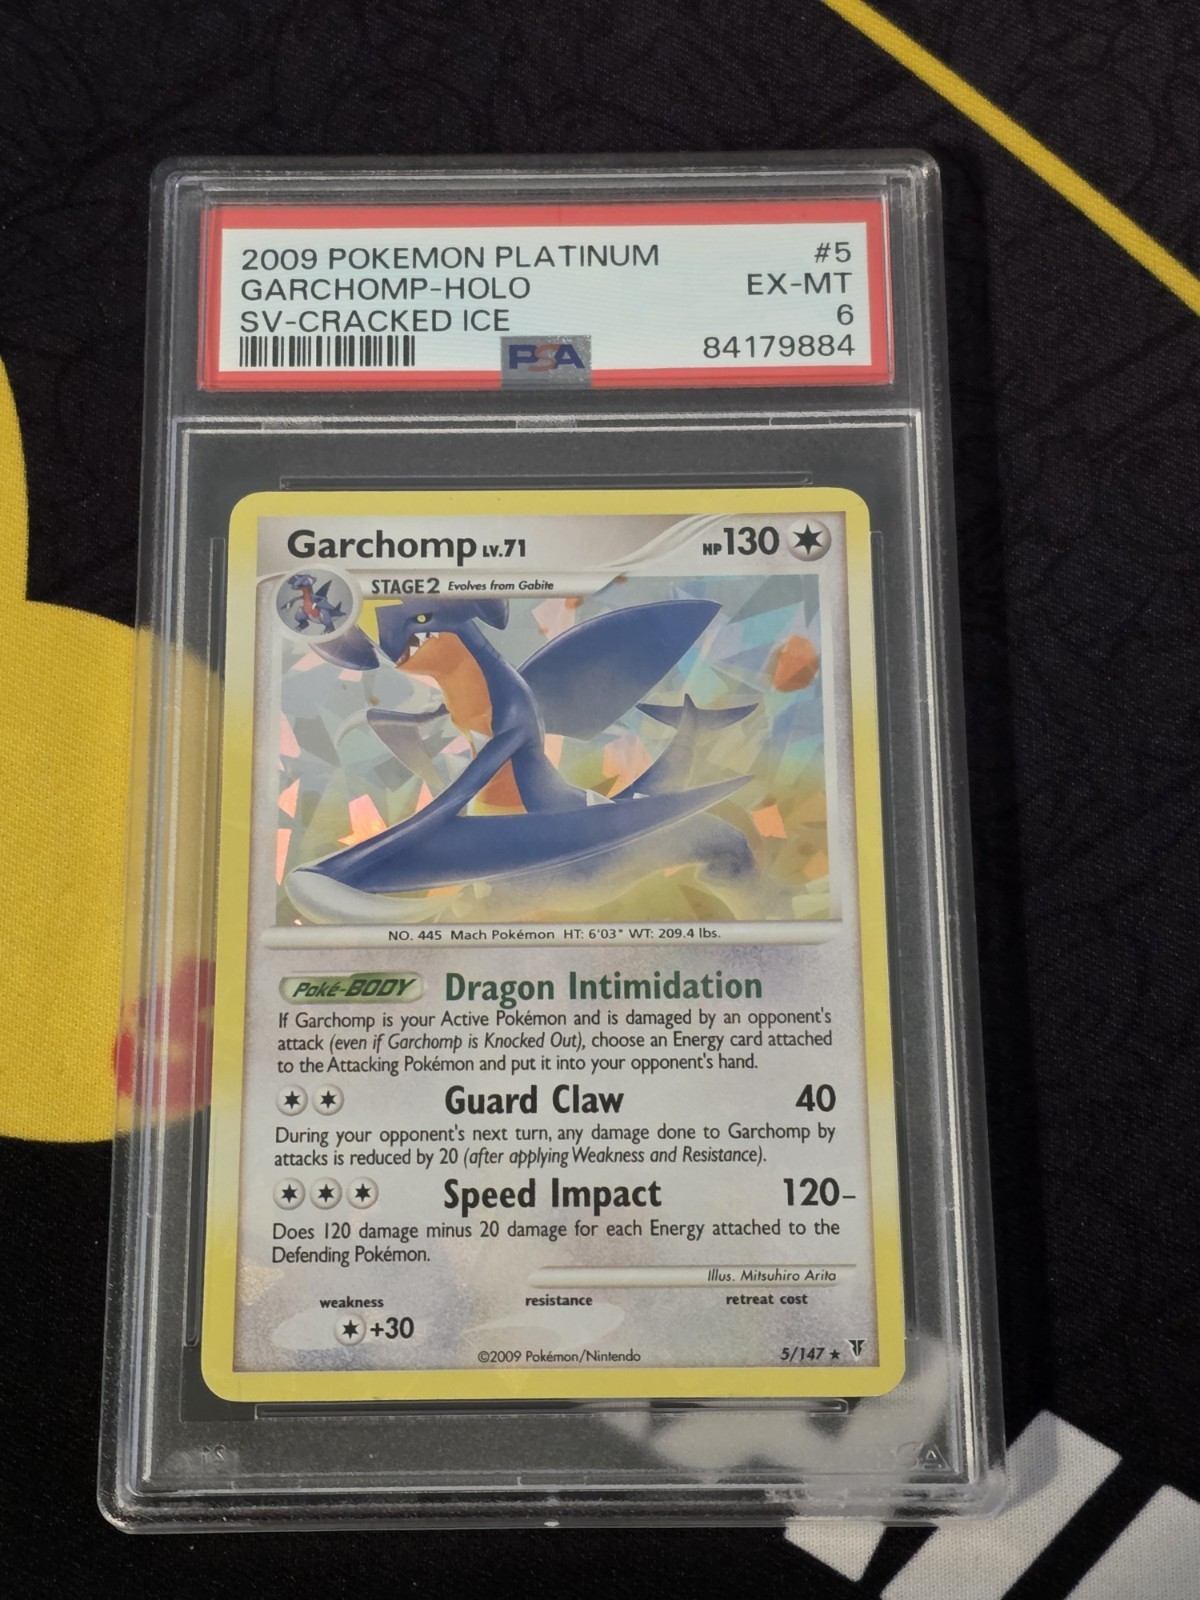 2009 POKEMON PLATINUM #5
GARCHOMP-HOLO EX-MT
SV-CRACKED ICE 6
PSA 84179884
Garchomp LV.71 HP 130
STAGE 2 Evolves from Gabite
NO. 445 Mach Pokémon HT: 6'03" WT: 209.4 lbs.
Poké-BODY Dragon Intimidation
If Garchomp is your Active Pokémon and is damaged by an opponent's
attack (even if Garchomp is Knocked Out), choose an Energy card attached
to the Attacking Pokémon and put it into your opponent's hand.
Guard Claw 40
During your opponent's next turn, any damage done to Garchomp by
attacks is reduced by 20 (after applying Weakness and Resistance).
Speed Impact 120-
Does 120 damage minus 20 damage for each Energy attached to the
Defending Pokémon.
Illus. Mitsuhiro Arita
weakness resistance retreat cost
+30
©2009 Pokémon/Nintendo 5/147 ★